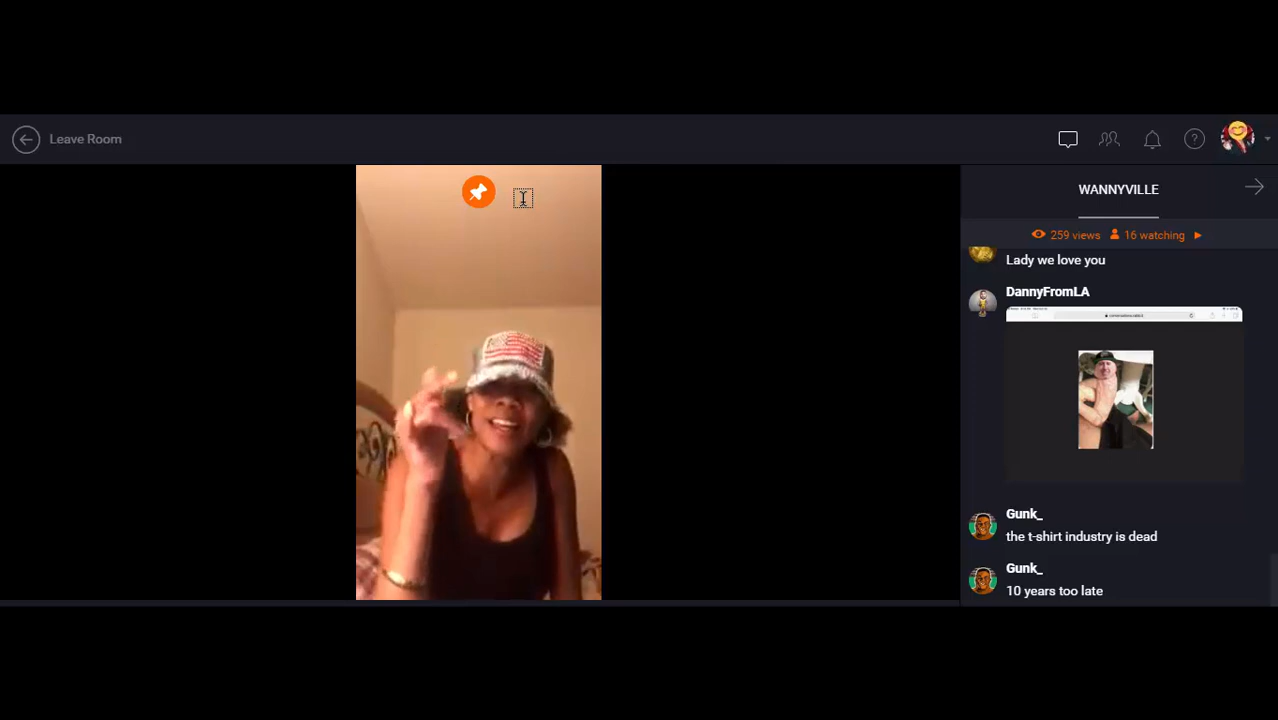 Leave Room
WANNYVILLE
259 views 16 watching
Lady we love you
DannyFromLA
Gunk_
the t-shirt industry is dead
Gunk_
10 years too late